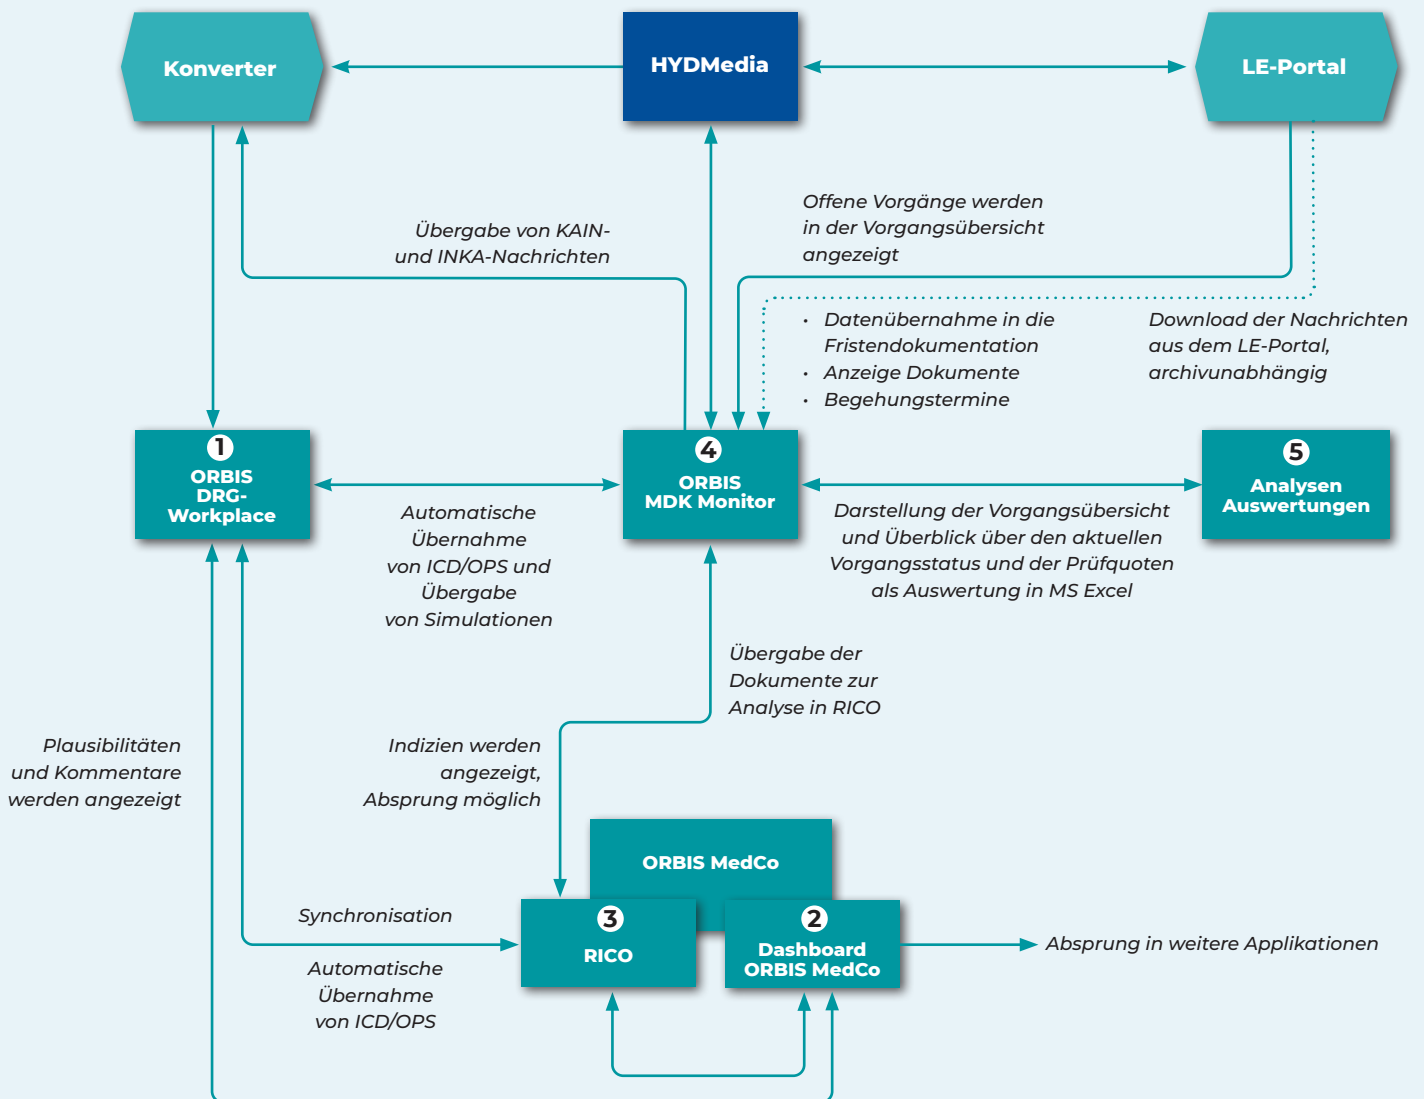 Konverter
HYDMedia
LE-Portal
Übergabe von KAIN-
und INKA-Nachrichten
Offene Vorgänge werden
in der Vorgangsübersicht
angezeigt
• Datenübernahme in die
Fristendokumentation
• Anzeige Dokumente
• Begehungstermine
Download der Nachrichten
aus dem LE-Portal,
archivunabhängig
1
ORBIS
DRG-
Workplace
4
ORBIS
MDK Monitor
5
Analysen
Auswertungen
Automatische
Übernahme
von ICD/OPS und
Übergabe
von Simulationen
Darstellung der Vorgangsübersicht
und Überblick über den aktuellen
Vorgangsstatus und der Prüfquoten
als Auswertung in MS Excel
Übergabe der
Dokumente zur
Analyse in RICO
Plausibilitäten
und Kommentare
werden angezeigt
Indizien werden
angezeigt,
Absprung möglich
ORBIS MedCo
3
RICO
2
Dashboard
ORBIS MedCo
Synchronisation
Automatische
Übernahme
von ICD/OPS
Absprung in weitere Applikationen